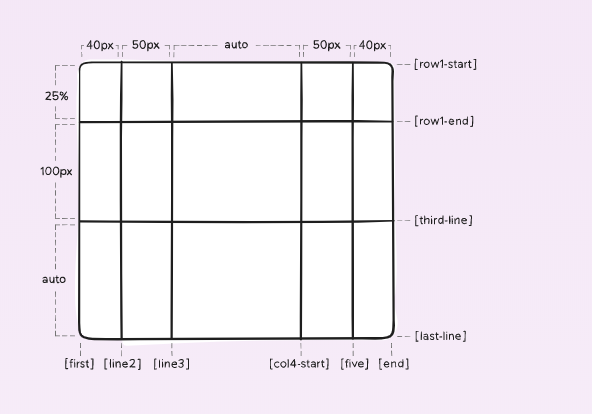 40px 50px auto 50px 40px
[row1-start]
25%
[row1-end]
100px
[third-line]
auto
[last-line]
[first] [line2] [line3] [col4-start] [five] [end]